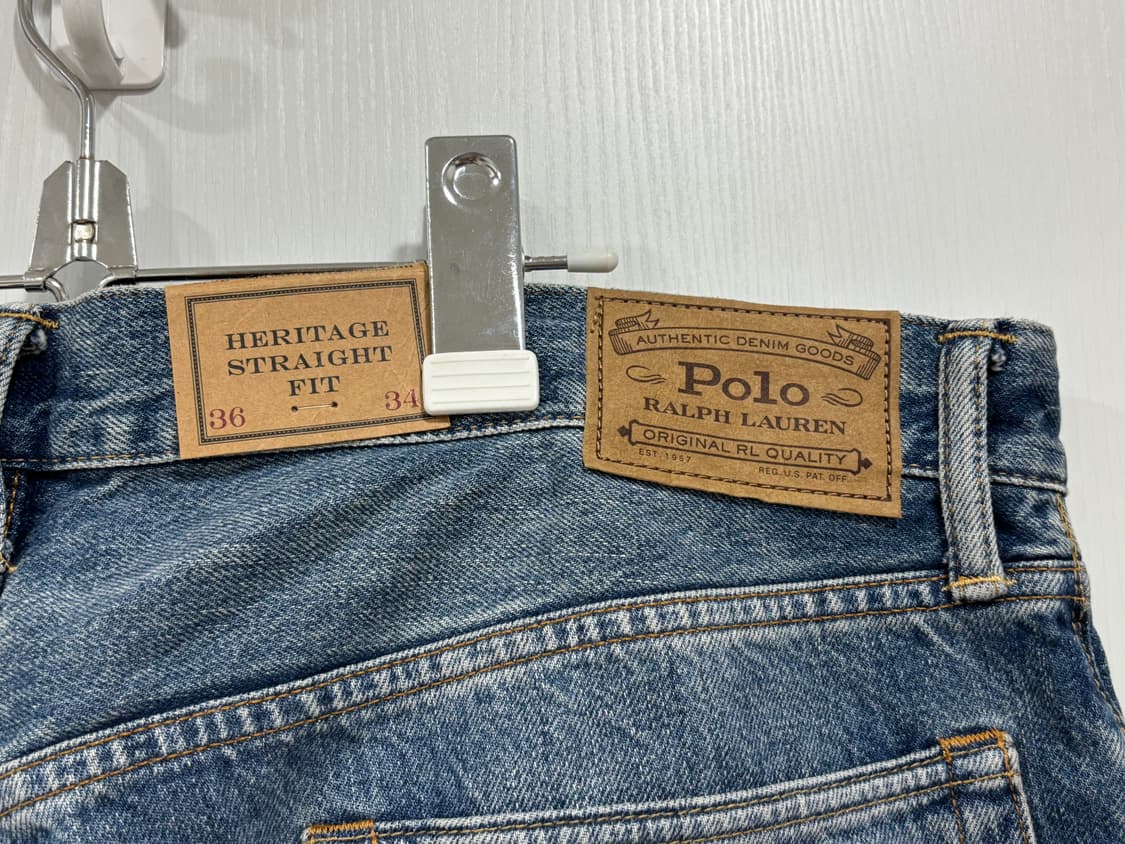 HERITAGE
STRAIGHT
FIT
36 34
AUTHENTIC DENIM GOODS
Polo
RALPH LAUREN
ORIGINAL RL QUALITY
EST. 1967
REG. U.S. PAT. OFF.